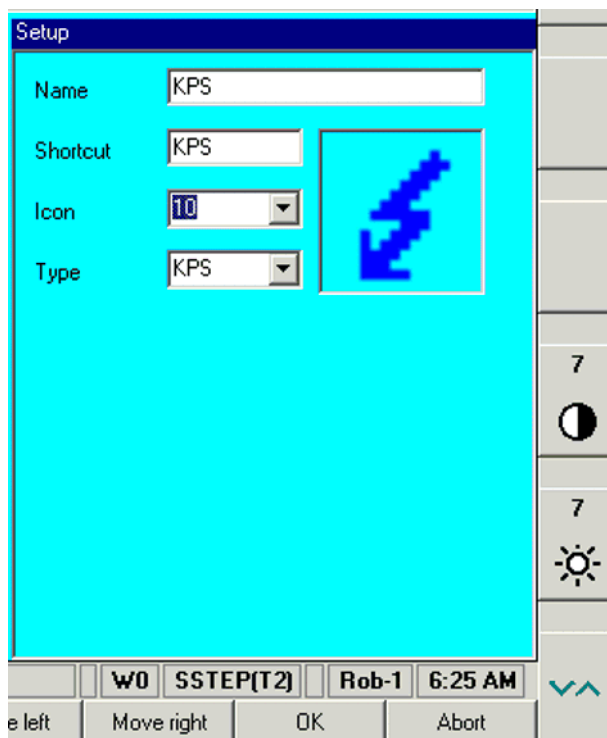 Setup
Name KPS
Shortcut KPS
Icon 10
Type KPS
7
7
W0 SSTEP(T2) Rob-1 6:25 AM
e left Move right OK Abort